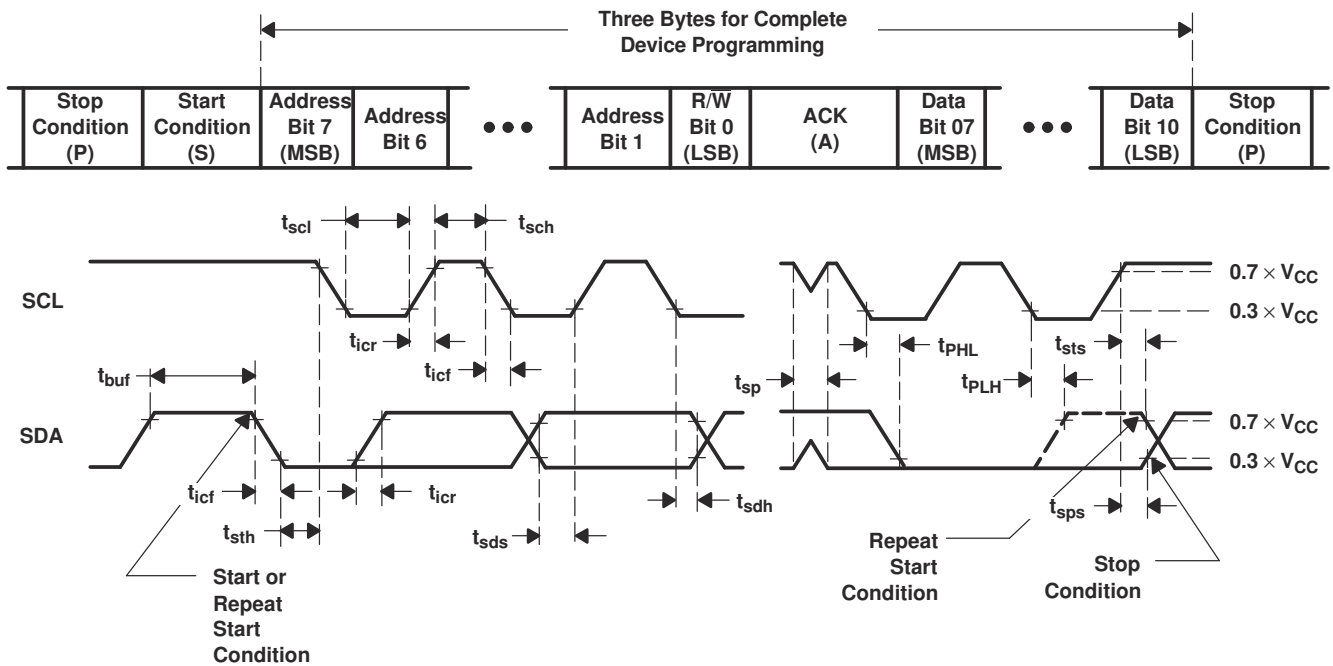 Three Bytes for Complete
Device Programming
Stop
Condition
(P)
Start
Condition
(S)
Address
Bit 7
(MSB)
Address
Bit 6
•••
Address
Bit 1
R/W̅
Bit 0
(LSB)
ACK
(A)
Data
Bit 07
(MSB)
•••
Data
Bit 10
(LSB)
Stop
Condition
(P)
tscl
tsch
SCL
0.7 × VCC
0.3 × VCC
ticr
ticf
tPHL
tsts
tbuf
tsp
tPLH
SDA
0.7 × VCC
0.3 × VCC
ticf
ticr
tsth
tsds
tsdh
tsps
Start or
Repeat
Start
Condition
Repeat
Start
Condition
Stop
Condition